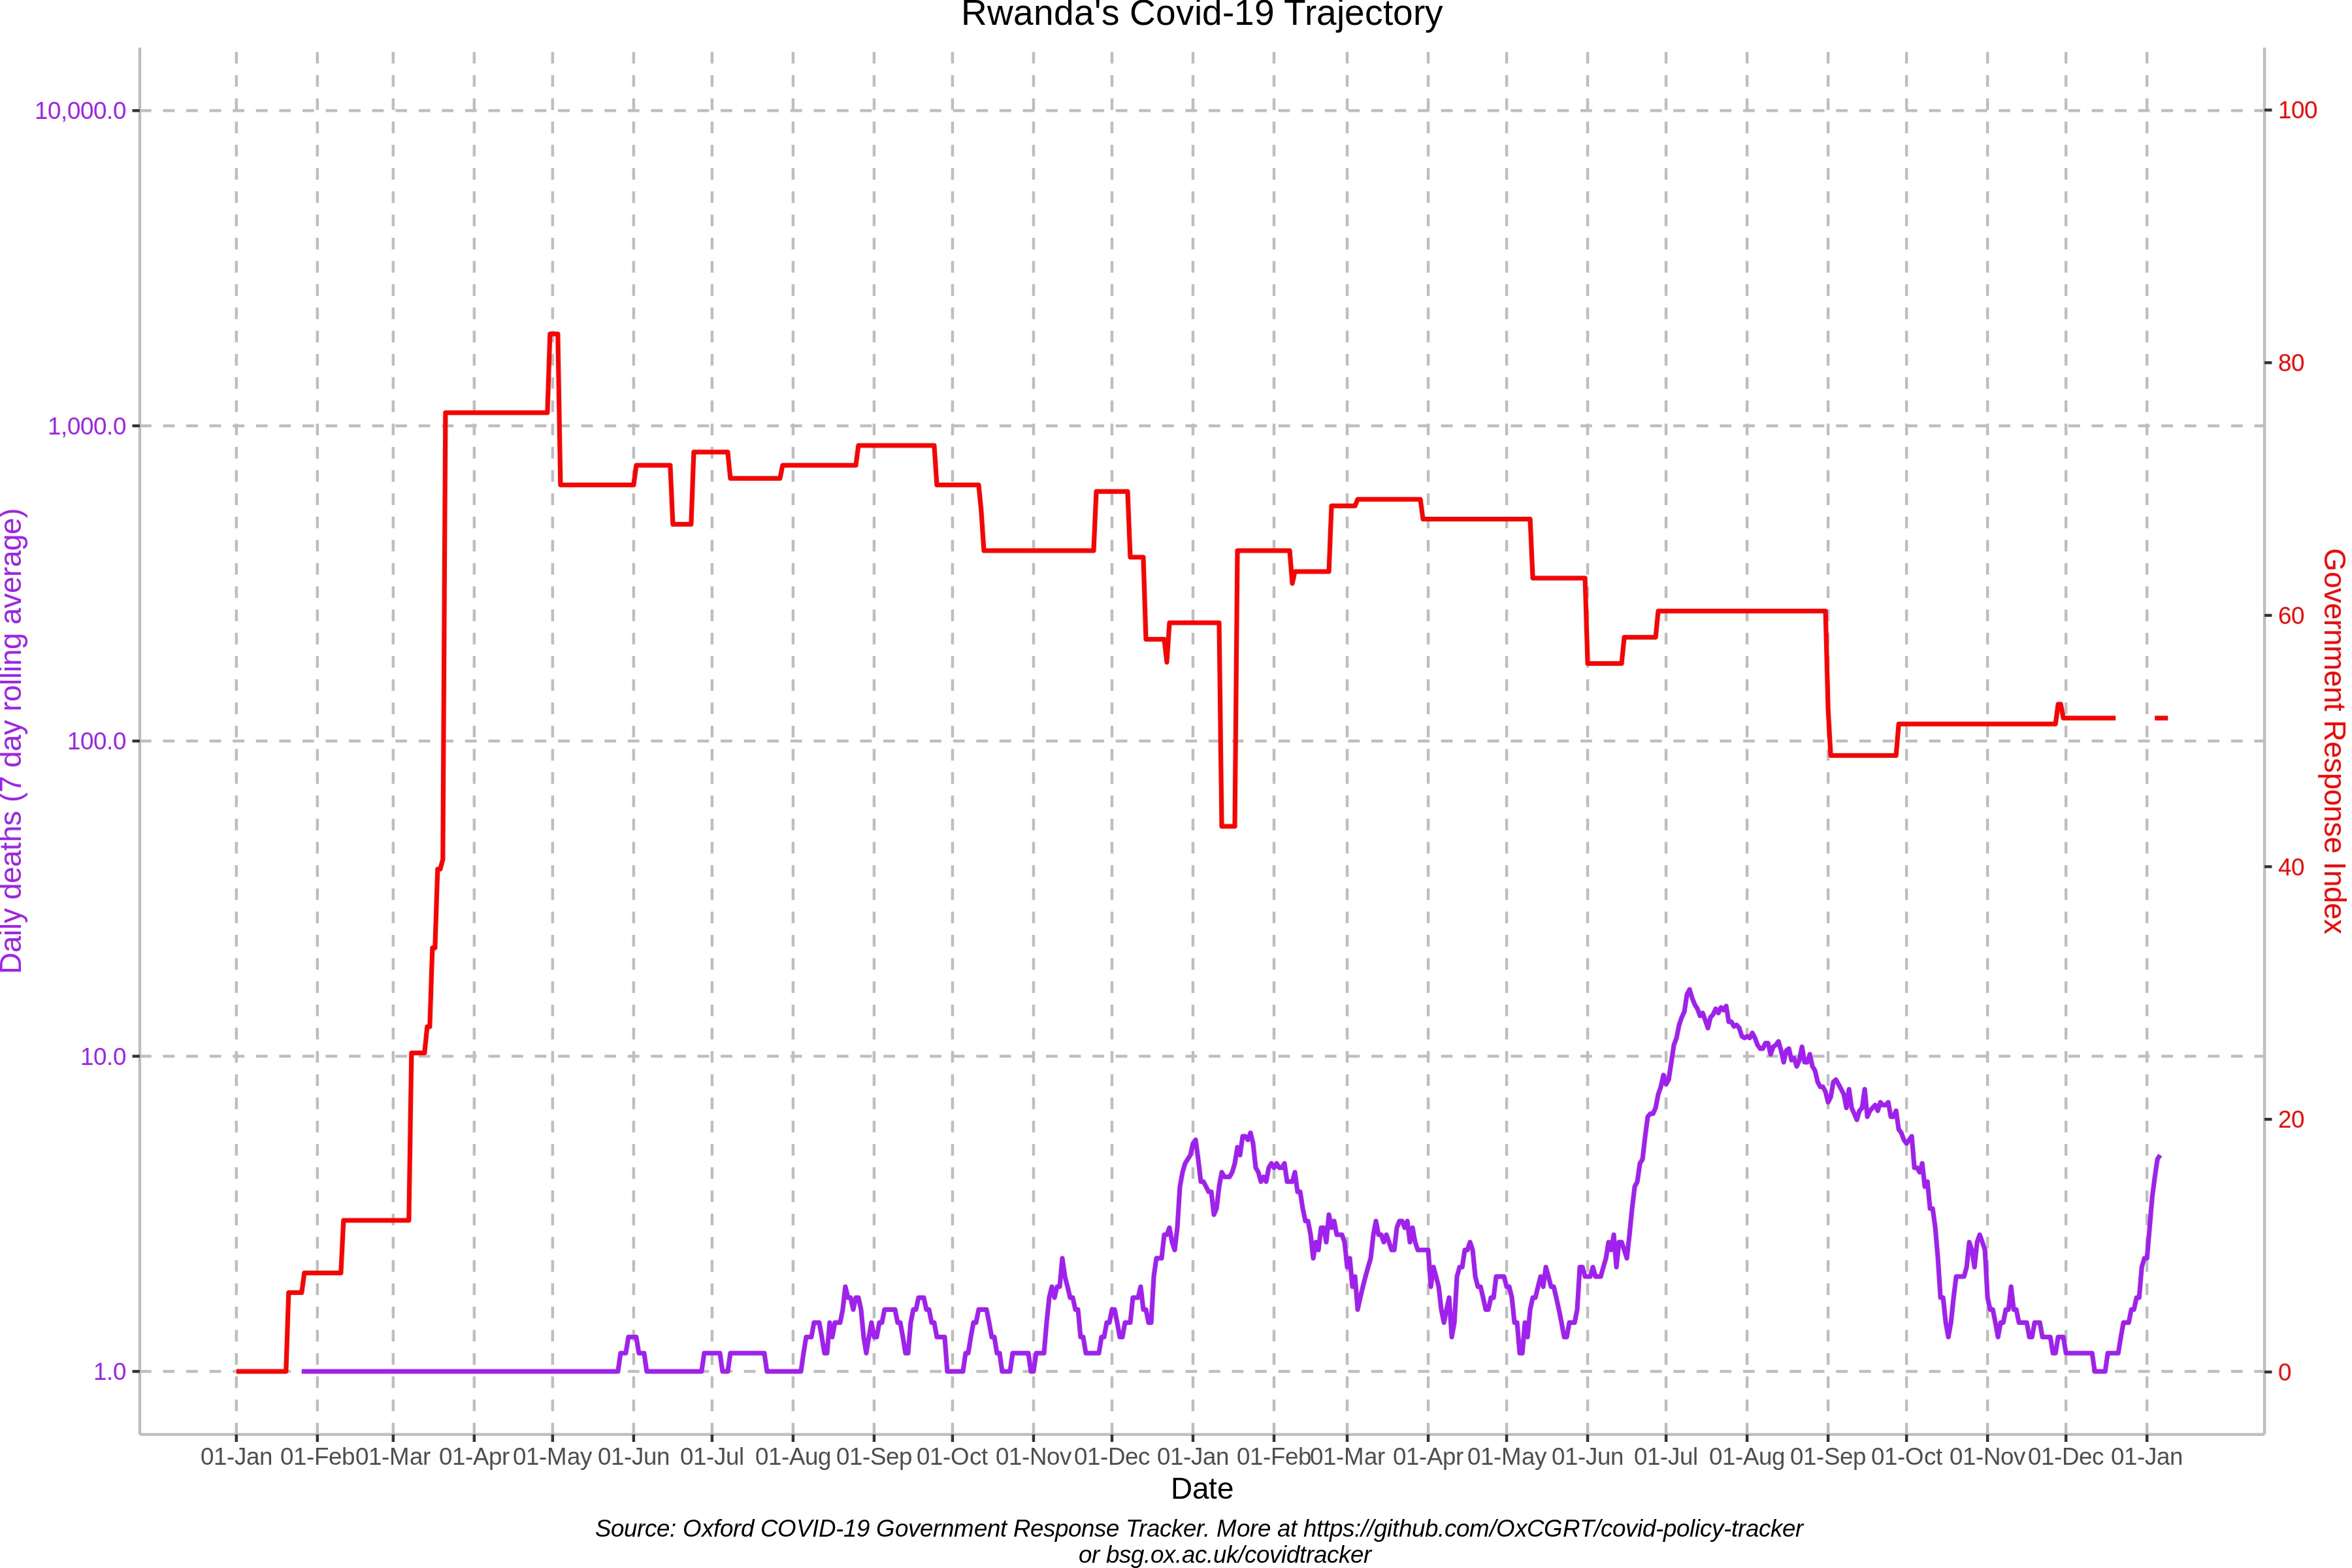 Rwanda's Covid-19 Trajectory
10,000.0
1,000.0
100.0
10.0
1.0
Daily deaths (7 day rolling average)
100
80
60
40
20
0
Government Response Index
01-Jan 01-Feb 01-Mar 01-Apr 01-May 01-Jun 01-Jul 01-Aug 01-Sep 01-Oct 01-Nov 01-Dec 01-Jan 01-Feb 01-Mar 01-Apr 01-May 01-Jun 01-Jul 01-Aug 01-Sep 01-Oct 01-Nov 01-Dec 01-Jan
Date
Source: Oxford COVID-19 Government Response Tracker. More at https://github.com/OxCGRT/covid-policy-tracker
or bsg.ox.ac.uk/covidtracker